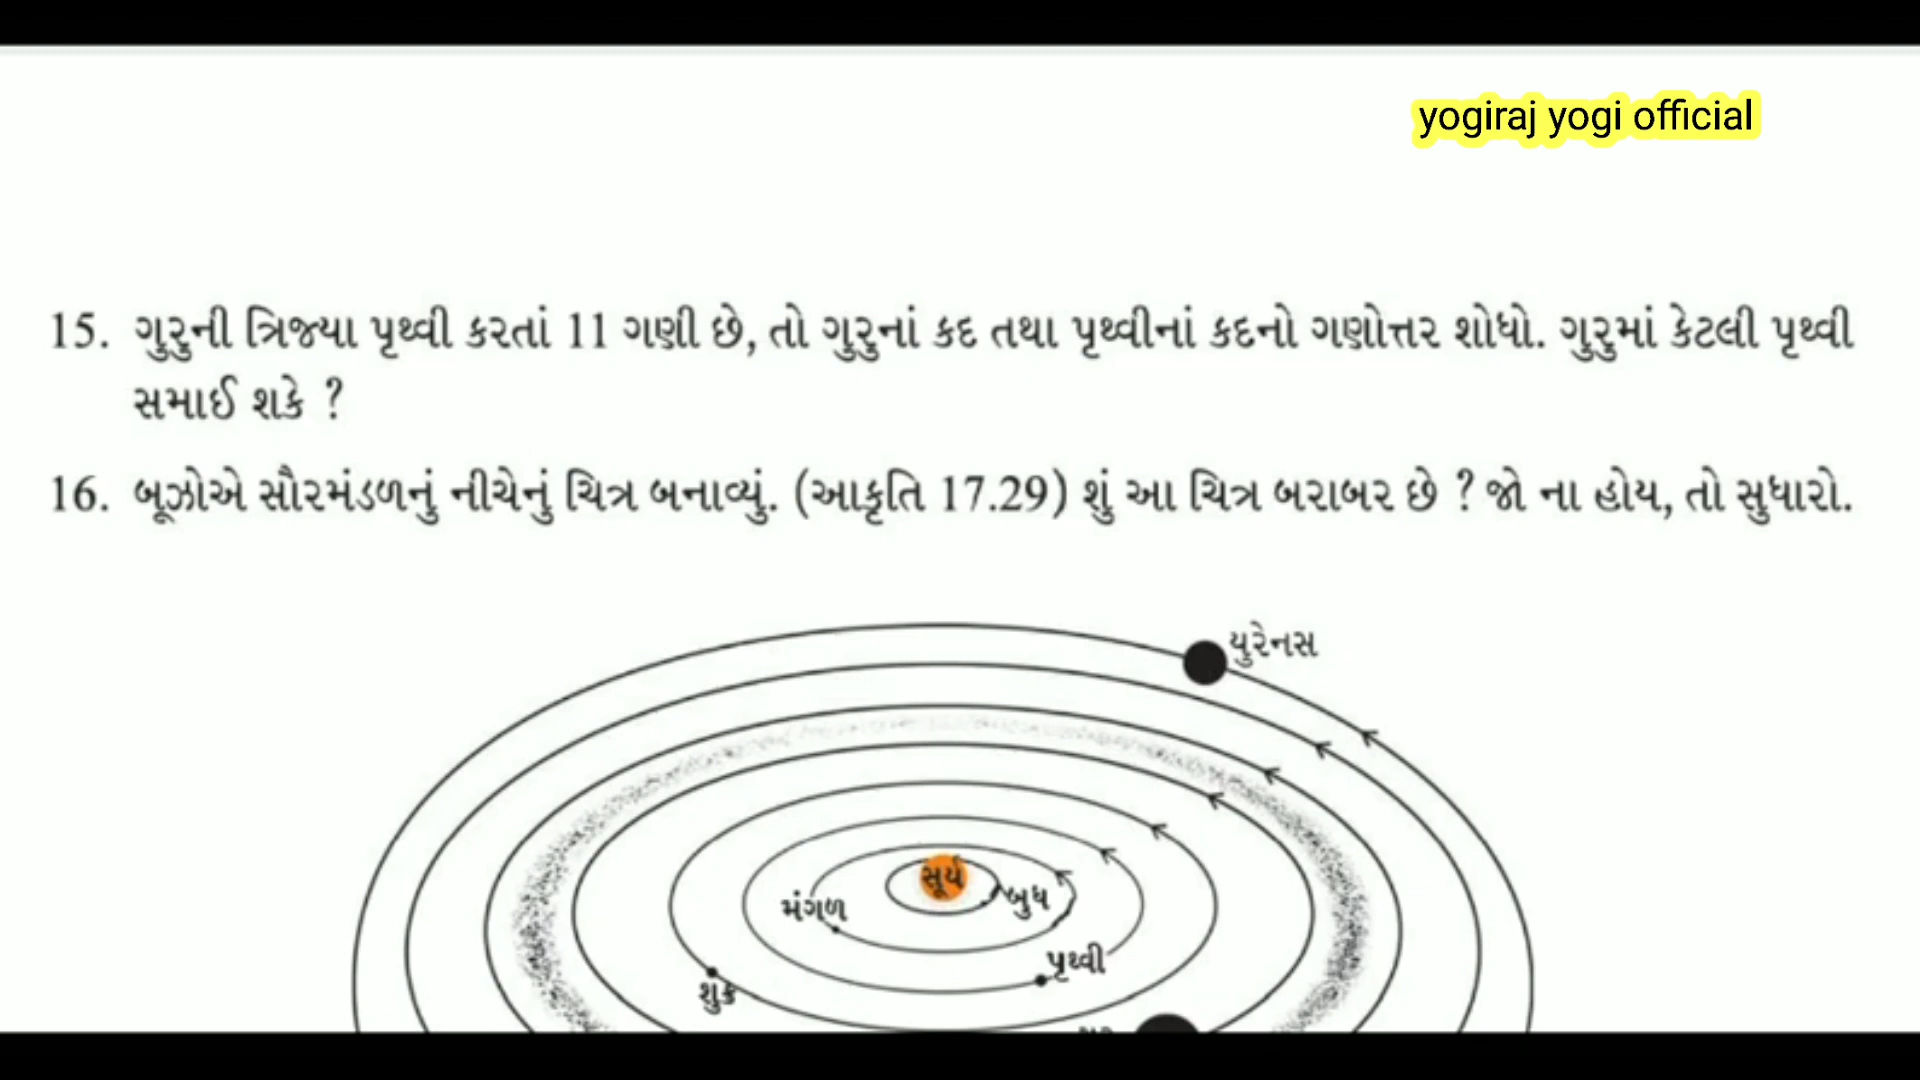 yogiraj yogi official
15. ગુરુની ત્રિજ્યા પૃથ્વી કરતાં 11 ગણી છે, તો ગુરુનાં કદ તથા પૃથ્વીનાં કદનો ગણોત્તર શોધો. ગુરુમાં કેટલી પૃથ્વી
સમાઈ શકે ?
16. બૂઝોએ સૌરમંડળનું નીચેનું ચિત્ર બનાવ્યું. (આકૃતિ 17.29) શું આ ચિત્ર બરાબર છે ? જો ના હોય, તો સુધારો.
યુરેનસ
સૂર્ય
બુધ
મંગળ
પૃથ્વી
શુક્ર